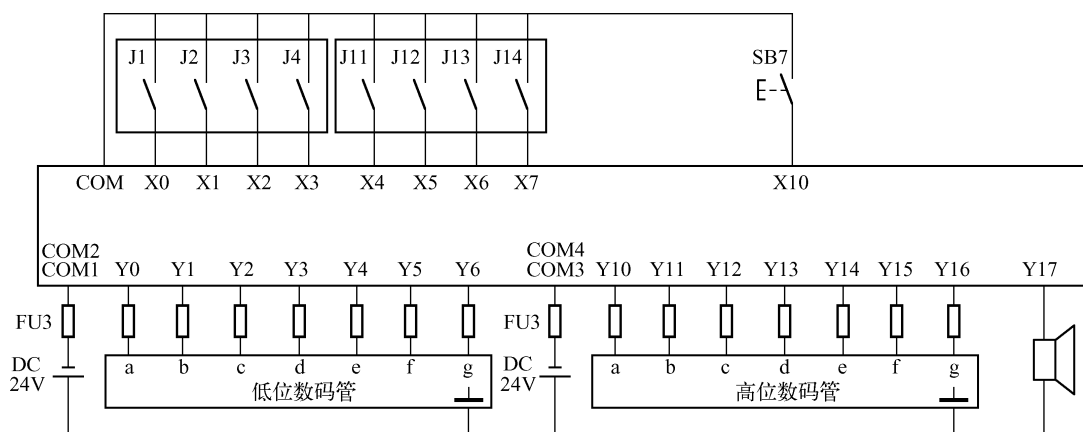 J1 J2 J3 J4 J11 J12 J13 J14 SB7
COM X0 X1 X2 X3 X4 X5 X6 X7 X10
COM2 COM4
COM1 Y0 Y1 Y2 Y3 Y4 Y5 Y6 COM3 Y10 Y11 Y12 Y13 Y14 Y15 Y16 Y17
FU3 FU3
DC a b c d e f g DC a b c d e f g
24V 低位数码管 24V 高位数码管